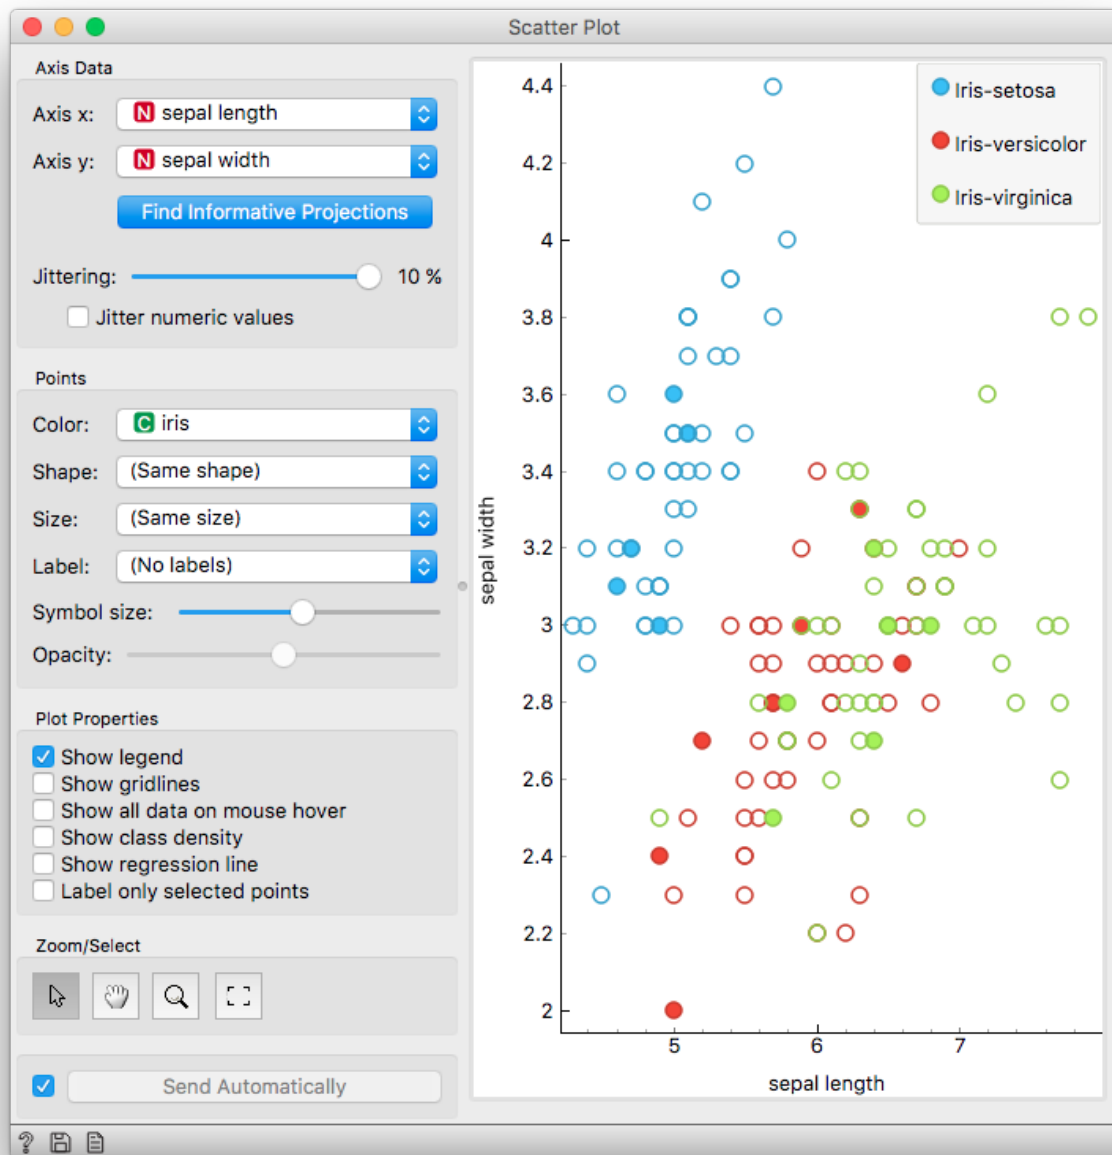 Scatter Plot
Axis Data
Axis x: N sepal length
Axis y: N sepal width
Find Informative Projections
Jittering: 10 %
Jitter numeric values
Points
Color: C iris
Shape: (Same shape)
Size: (Same size)
Label: (No labels)
Symbol size:
Opacity:
Plot Properties
Show legend
Show gridlines
Show all data on mouse hover
Show class density
Show regression line
Label only selected points
Zoom/Select
Send Automatically
?
4.4
4.2
4
3.8
3.6
3.4
3.2
3
2.8
2.6
2.4
2.2
2
sepal width
5 6 7
sepal length
Iris-setosa
Iris-versicolor
Iris-virginica